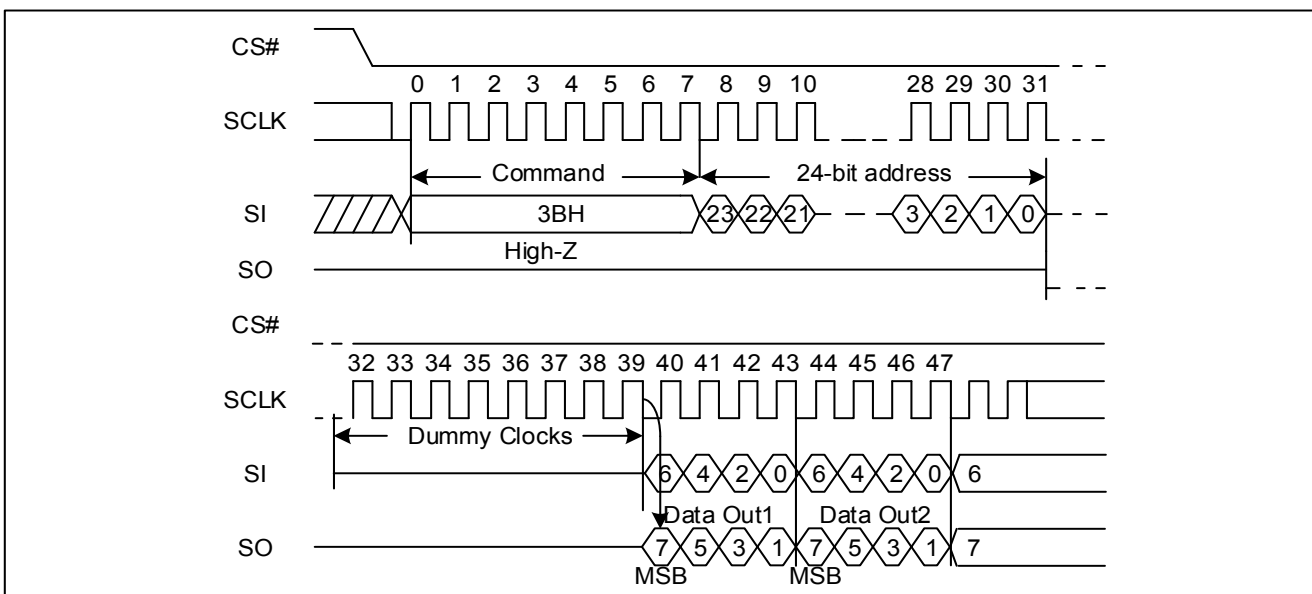 CS#
0 1 2 3 4 5 6 7 8 9 10 28 29 30 31
SCLK
Command 24-bit address
SI 3BH 23 22 21 3 2 1 0
High-Z
SO
CS#
32 33 34 35 36 37 38 39 40 41 42 43 44 45 46 47
SCLK
Dummy Clocks
SI 6 4 2 0 6 4 2 0 6
Data Out1 Data Out2
SO 7 5 3 1 7 5 3 1 7
MSB MSB